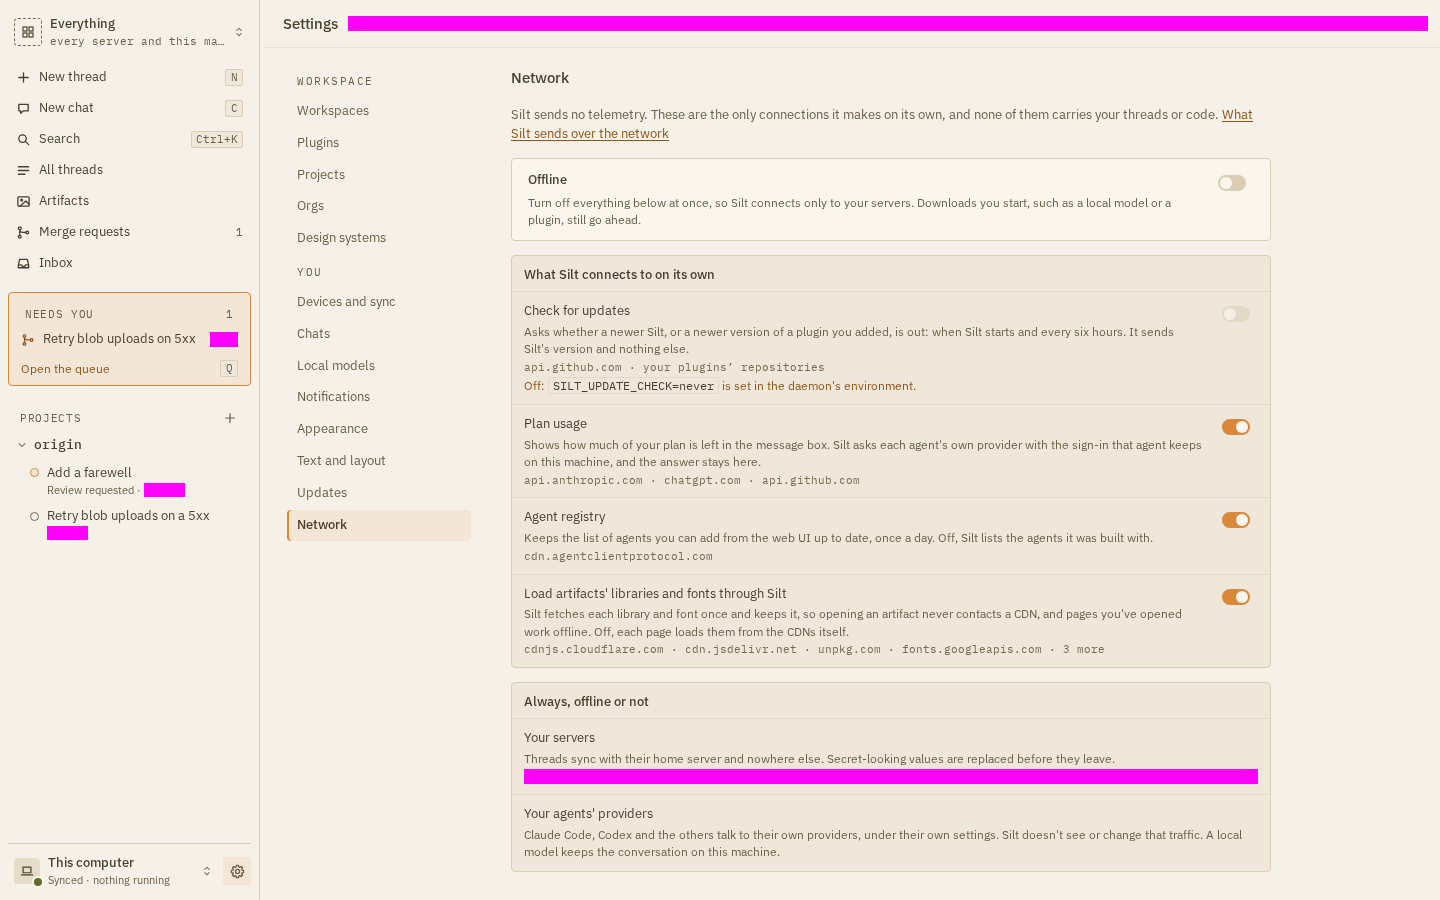 Everything
every server and this ma…
New thread N
New chat C
Search Ctrl+K
All threads
Artifacts
Merge requests 1
Inbox
NEEDS YOU 1
Retry blob uploads on 5xx
Open the queue Q
PROJECTS
origin
Add a farewell
Review requested ·
Retry blob uploads on a 5xx
This computer
Synced · nothing running
Settings
WORKSPACE
Workspaces
Plugins
Projects
Orgs
Design systems
YOU
Devices and sync
Chats
Local models
Notifications
Appearance
Text and layout
Updates
Network
Network
Silt sends no telemetry. These are the only connections it makes on its own, and none of them carries your threads or code. What
Silt sends over the network
Offline
Turn off everything below at once, so Silt connects only to your servers. Downloads you start, such as a local model or a
plugin, still go ahead.
What Silt connects to on its own
Check for updates
Asks whether a newer Silt, or a newer version of a plugin you added, is out: when Silt starts and every six hours. It sends
Silt's version and nothing else.
api.github.com · your plugins’ repositories
Off: SILT_UPDATE_CHECK=never is set in the daemon's environment.
Plan usage
Shows how much of your plan is left in the message box. Silt asks each agent's own provider with the sign-in that agent keeps
on this machine, and the answer stays here.
api.anthropic.com · chatgpt.com · api.github.com
Agent registry
Keeps the list of agents you can add from the web UI up to date, once a day. Off, Silt lists the agents it was built with.
cdn.agentclientprotocol.com
Load artifacts' libraries and fonts through Silt
Silt fetches each library and font once and keeps it, so opening an artifact never contacts a CDN, and pages you've opened
work offline. Off, each page loads them from the CDNs itself.
cdnjs.cloudflare.com · cdn.jsdelivr.net · unpkg.com · fonts.googleapis.com · 3 more
Always, offline or not
Your servers
Threads sync with their home server and nowhere else. Secret-looking values are replaced before they leave.
Your agents' providers
Claude Code, Codex and the others talk to their own providers, under their own settings. Silt doesn't see or change that traffic. A local
model keeps the conversation on this machine.